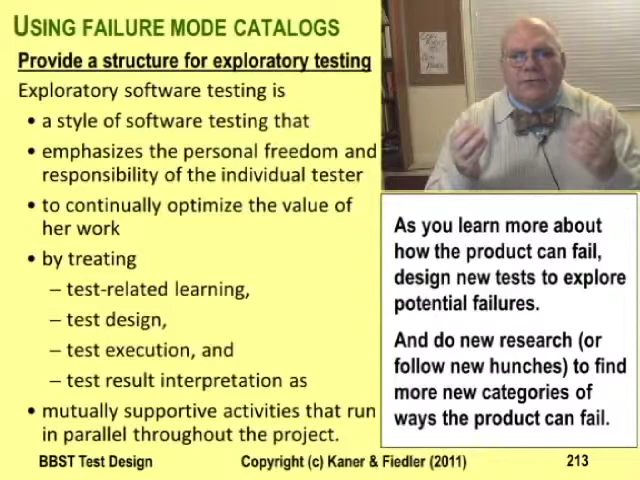 USING FAILURE MODE CATALOGS
Provide a structure for exploratory testing
Exploratory software testing is
• a style of software testing that
• emphasizes the personal freedom and
responsibility of the individual tester
• to continually optimize the value of
her work
• by treating
– test-related learning,
– test design,
– test execution, and
– test result interpretation as
• mutually supportive activities that run
in parallel throughout the project.
As you learn more about
how the product can fail,
design new tests to explore
potential failures.
And do new research (or
follow new hunches) to find
more new categories of
ways the product can fail.
BBST Test Design
Copyright (c) Kaner & Fiedler (2011)
213